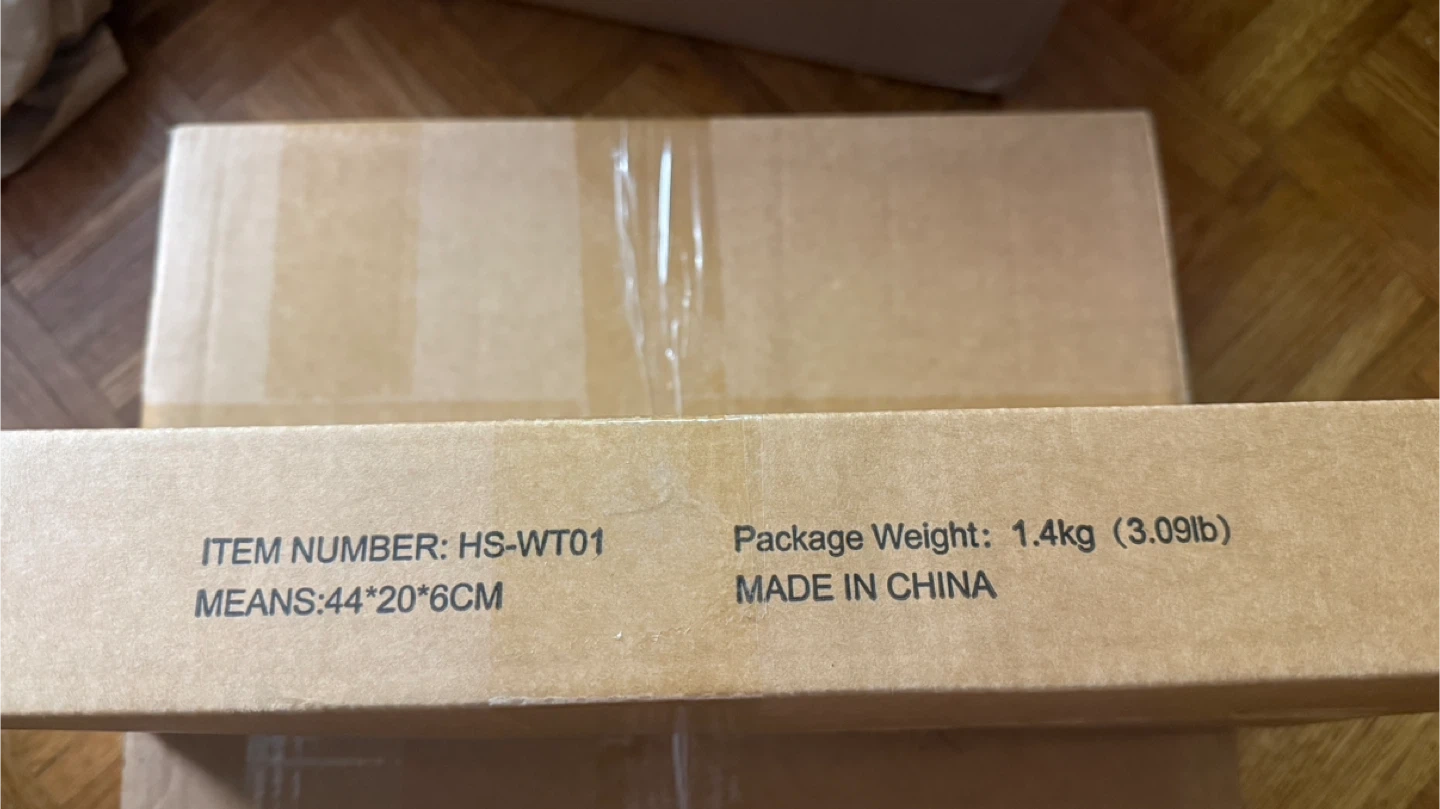 ITEM NUMBER: HS-WT01
MEANS:44*20*6CM
Package Weight: 1.4kg (3.09lb)
MADE IN CHINA